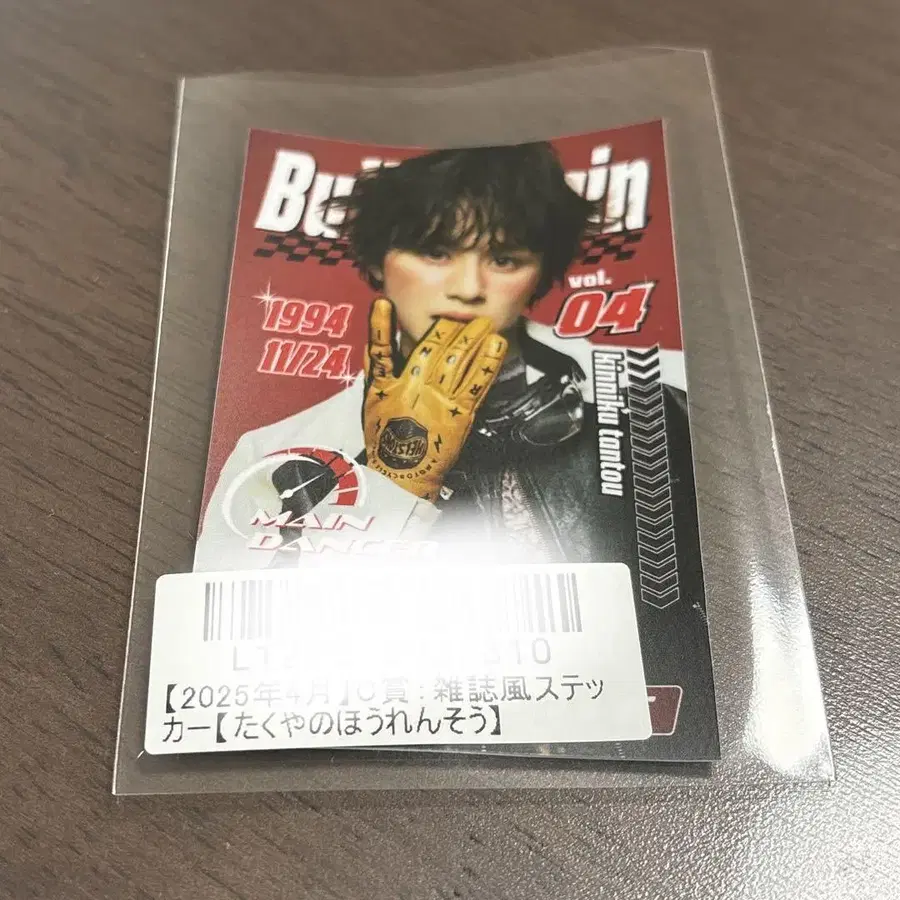 vol.
04
1994
11/24
kinniku tantou
MAIN
DANCER
【2025年4月】C賞:雑誌風ステッ
カー【たくやのほうれんそう】